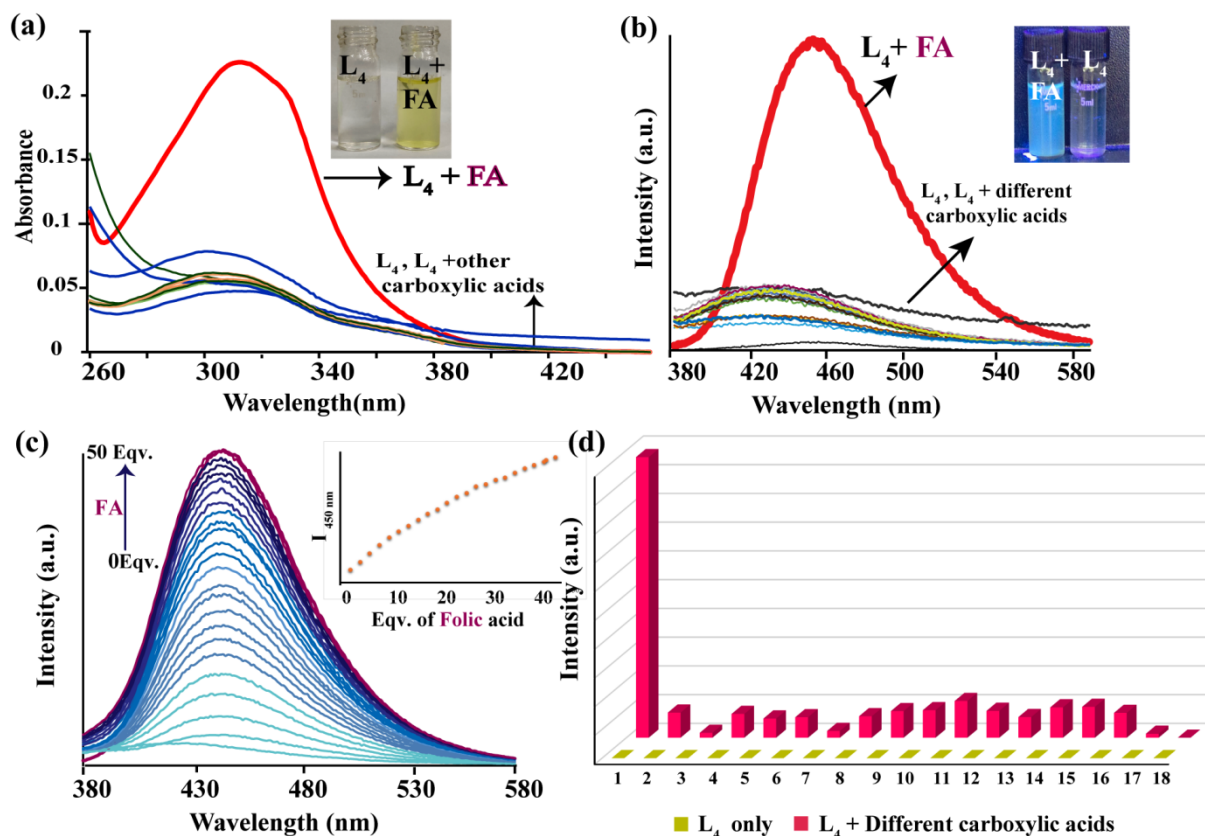 (a)
L₄
L₄+
FA
0.2
0.15
0.1
0.05
0
Absorbance
L₄ + FA
L₄, L₄ +other
carboxylic acids
260 300 340 380 420
Wavelength(nm)
(b)
L₄+ FA
L₄+
FA
L₄
5ml
5ml
L₄, L₄ + different
carboxylic acids
Intensity (a.u.)
380 420 460 500 540 580
Wavelength (nm)
(c)
50 Eqv.
FA
0Eqv.
Intensity (a.u.)
380 430 480 530 580
Wavelength (nm)
I 450 nm
0 10 20 30 40
Eqv. of Folic acid
(d)
Intensity (a.u.)
1 2 3 4 5 6 7 8 9 10 11 12 13 14 15 16 17 18
L₄ only L₄ + Different carboxylic acids